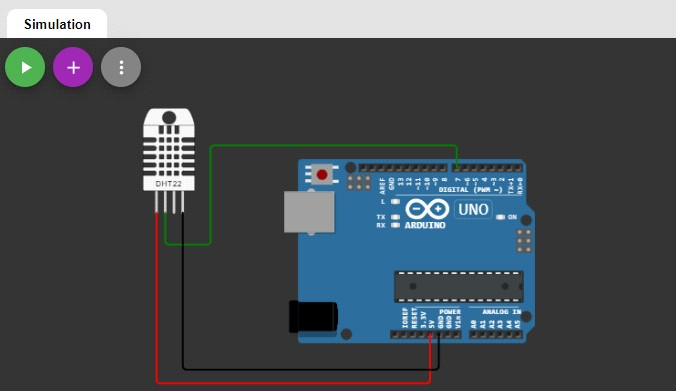 Simulation
DHT22
AREF
GND
13
12
~11
~10
~9
8
7
~6
~5
4
~3
2
TX→1
RX←0
DIGITAL (PWM ~)
L
UNO
TX
ON
RX
ARDUINO
POWER
ANALOG IN
IOREF
RESET
3.3V
5V
GND
GND
Vin
A0
A1
A2
A3
A4
A5